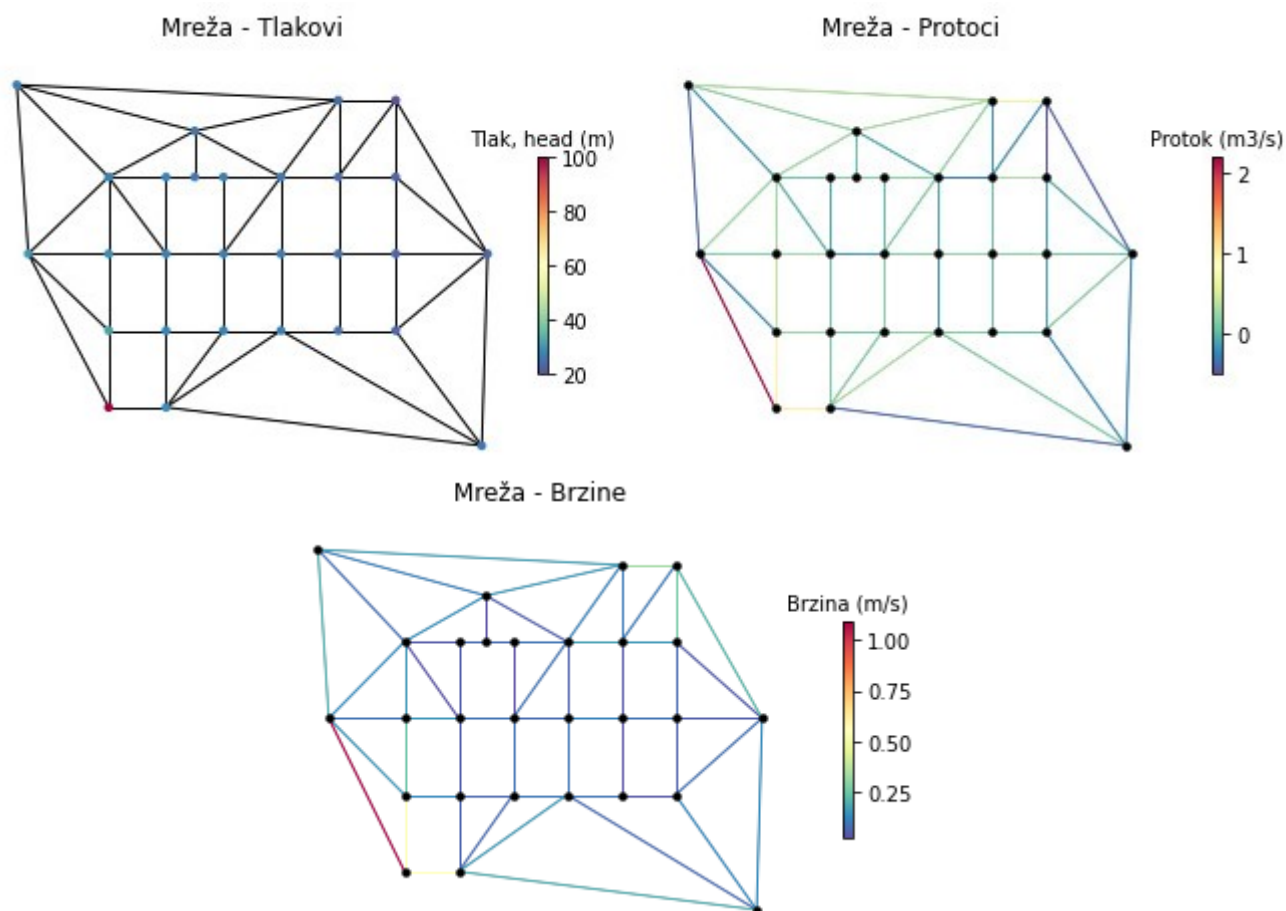 Mreža - Tlakovi
Tlak, head (m)
100
80
60
40
20
Mreža - Protoci
Protok (m3/s)
2
1
0
Mreža - Brzine
Brzina (m/s)
1.00
0.75
0.50
0.25